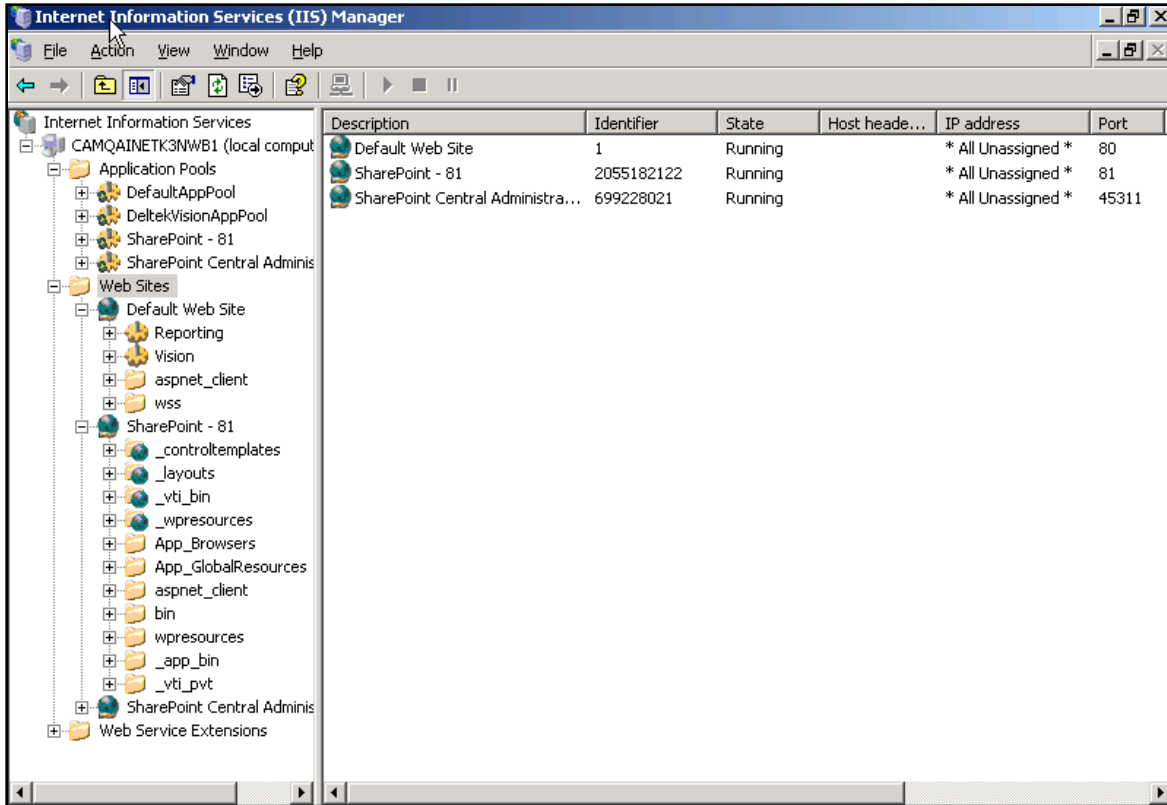 Internet Information Services (IIS) Manager
File Action View Window Help
Internet Information Services
CAMQAINETK3NWB1 (local comput
Application Pools
DefaultAppPool
DeltekVisionAppPool
SharePoint - 81
SharePoint Central Adminis
Web Sites
Default Web Site
Reporting
Vision
aspnet_client
wss
SharePoint - 81
_controltemplates
_layouts
_vti_bin
_wpresources
App_Browsers
App_GlobalResources
aspnet_client
bin
wpresources
_app_bin
_vti_pvt
SharePoint Central Adminis
Web Service Extensions
Description Identifier State Host heade... IP address Port
Default Web Site 1 Running * All Unassigned * 80
SharePoint - 81 2055182122 Running * All Unassigned * 81
SharePoint Central Administra... 699228021 Running * All Unassigned * 45311